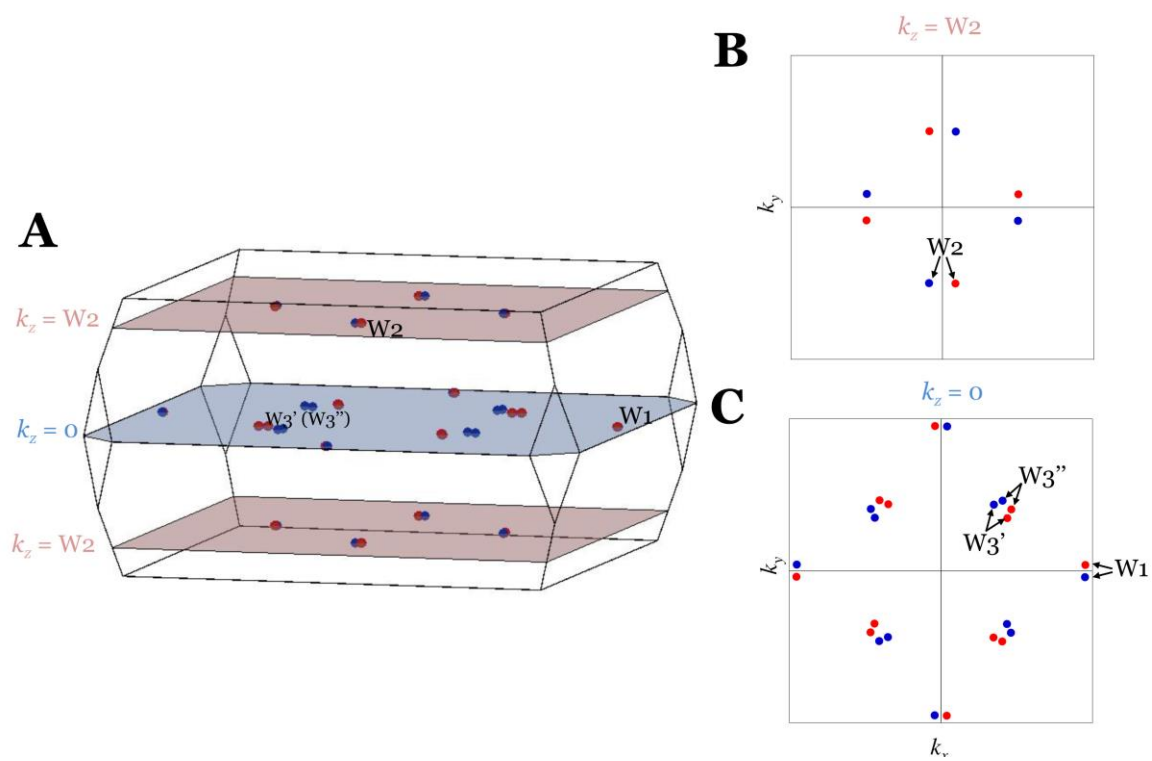 A
k_z = W2
W2
k_z = 0
W3' (W3'')
W1
k_z = W2
B
k_z = W2
k_y
W2
C
k_z = 0
W3''
W3'
k_y
W1
k_x